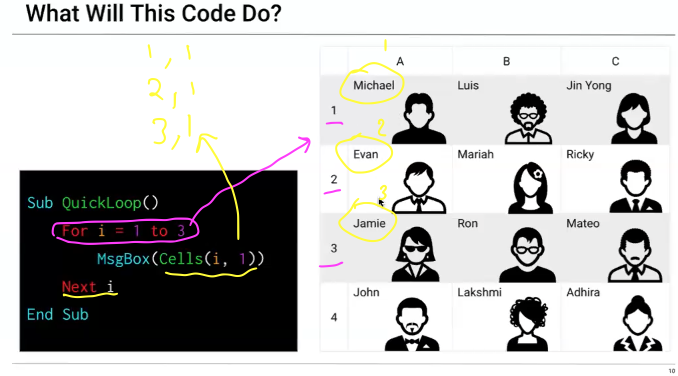 What Will This Code Do?
1, 1
2, 1
3, 1
Sub QuickLoop()
For i = 1 to 3
MsgBox(Cells(i, 1))
Next i
End Sub
1
A B C
1 Michael Luis Jin Yong
2
2 Evan Mariah Ricky
3
3 Jamie Ron Mateo
4 John Lakshmi Adhira
10